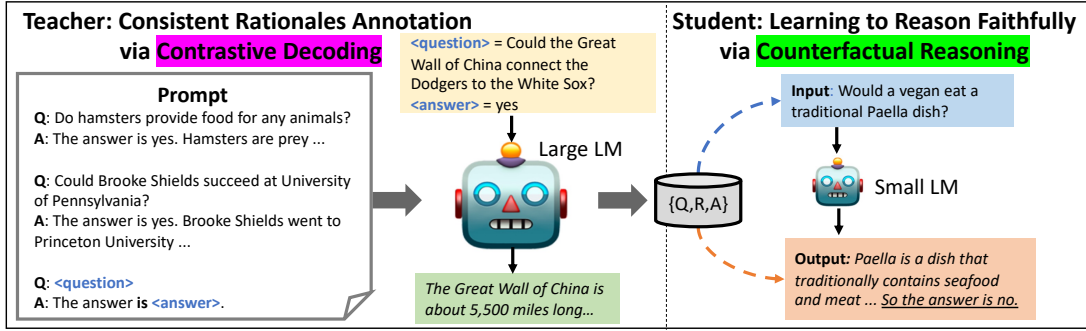 Teacher: Consistent Rationales Annotation
via Contrastive Decoding
Prompt
Q: Do hamsters provide food for any animals?
A: The answer is yes. Hamsters are prey ...
Q: Could Brooke Shields succeed at University
of Pennsylvania?
A: The answer is yes. Brooke Shields went to
Princeton University ...
Q: <question>
A: The answer is <answer>.
<question> = Could the Great
Wall of China connect the
Dodgers to the White Sox?
<answer> = yes
Large LM
The Great Wall of China is
about 5,500 miles long…
{Q,R,A}
Student: Learning to Reason Faithfully
via Counterfactual Reasoning
Input: Would a vegan eat a
traditional Paella dish?
Small LM
Output: Paella is a dish that
traditionally contains seafood
and meat ... So the answer is no.